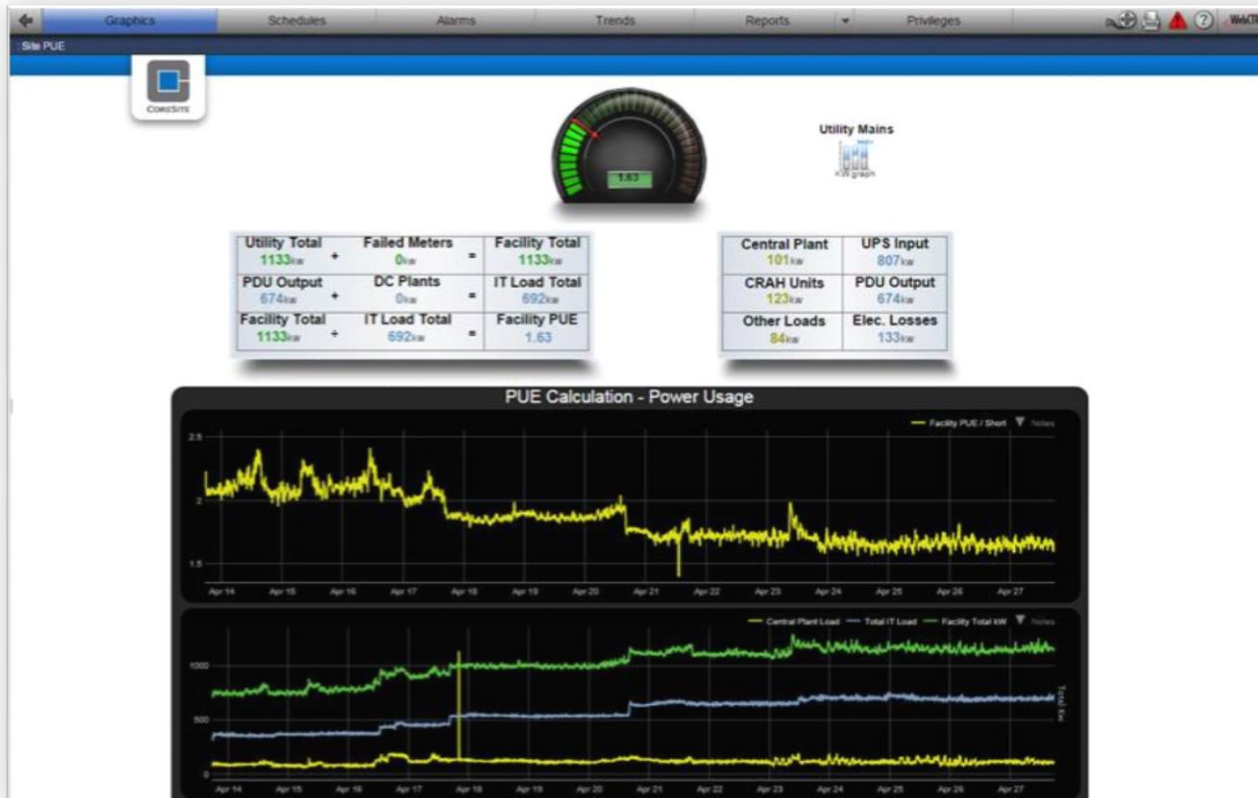 Graphics Schedules Alarms Trends Reports Privileges
Site PUE
CORESITE
1.63
Utility Mains
KW graph
Utility Total Failed Meters Facility Total
1133kw + 0kw = 1133kw
PDU Output DC Plants IT Load Total
674kw + 0kw = 692kw
Facility Total IT Load Total Facility PUE
1133kw ÷ 692kw = 1.63
Central Plant UPS Input
101kw 807kw
CRAH Units PDU Output
123kw 674kw
Other Loads Elec. Losses
84kw 133kw
PUE Calculation - Power Usage
Facility PUE / Short Notes
2.5
2
1.5
Apr 14 Apr 15 Apr 16 Apr 17 Apr 18 Apr 19 Apr 20 Apr 21 Apr 22 Apr 23 Apr 24 Apr 25 Apr 26 Apr 27
Central Plant Load Total IT Load Facility Total kW Notes
1000
500
0
Total Kw
Apr 14 Apr 15 Apr 16 Apr 17 Apr 18 Apr 19 Apr 20 Apr 21 Apr 22 Apr 23 Apr 24 Apr 25 Apr 26 Apr 27